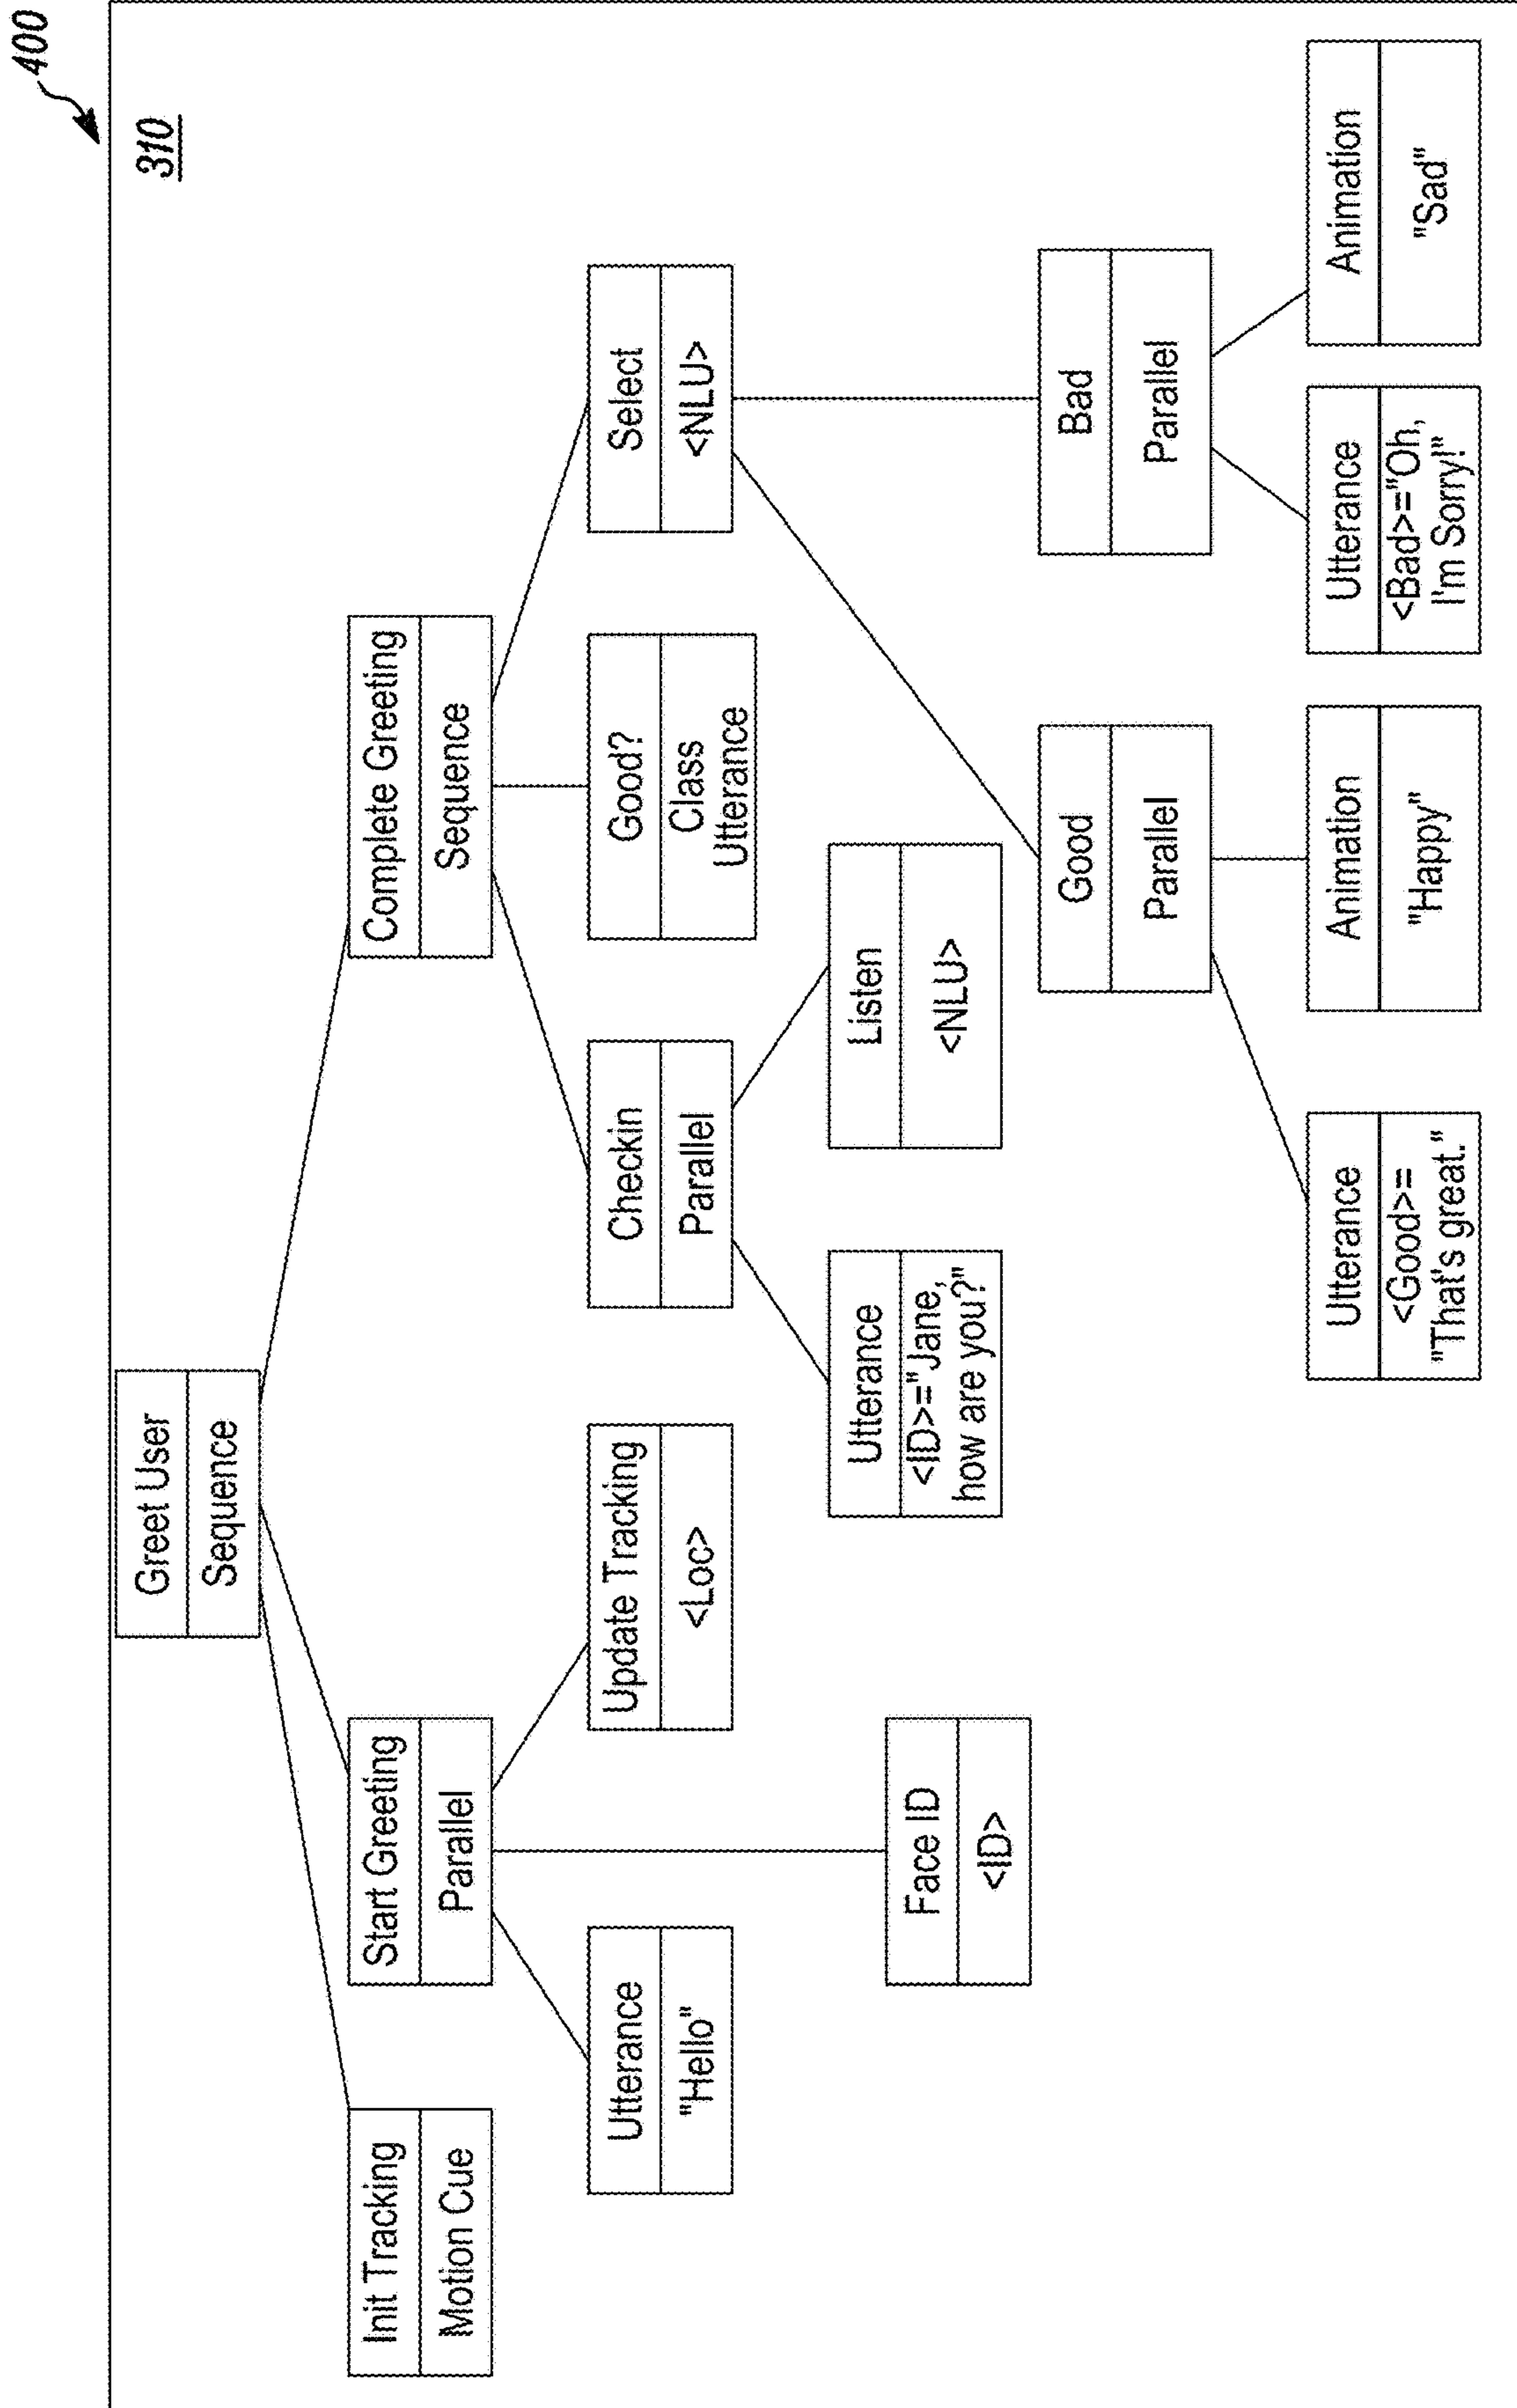 400
310
Greet User
Sequence
Init Tracking
Motion Cue
Start Greeting
Parallel
Complete Greeting
Sequence
Utterance
"Hello"
Update Tracking
<Loc>
Checkin
Parallel
Good?
Class
Utterance
Select
<NLU>
Face ID
<ID>
Utterance
<ID>="Jane,
how are you?"
Listen
<NLU>
Good
Parallel
Bad
Parallel
Utterance
<Good>=
"That's great."
Animation
"Happy"
Utterance
<Bad>="Oh,
I'm Sorry!"
Animation
"Sad"